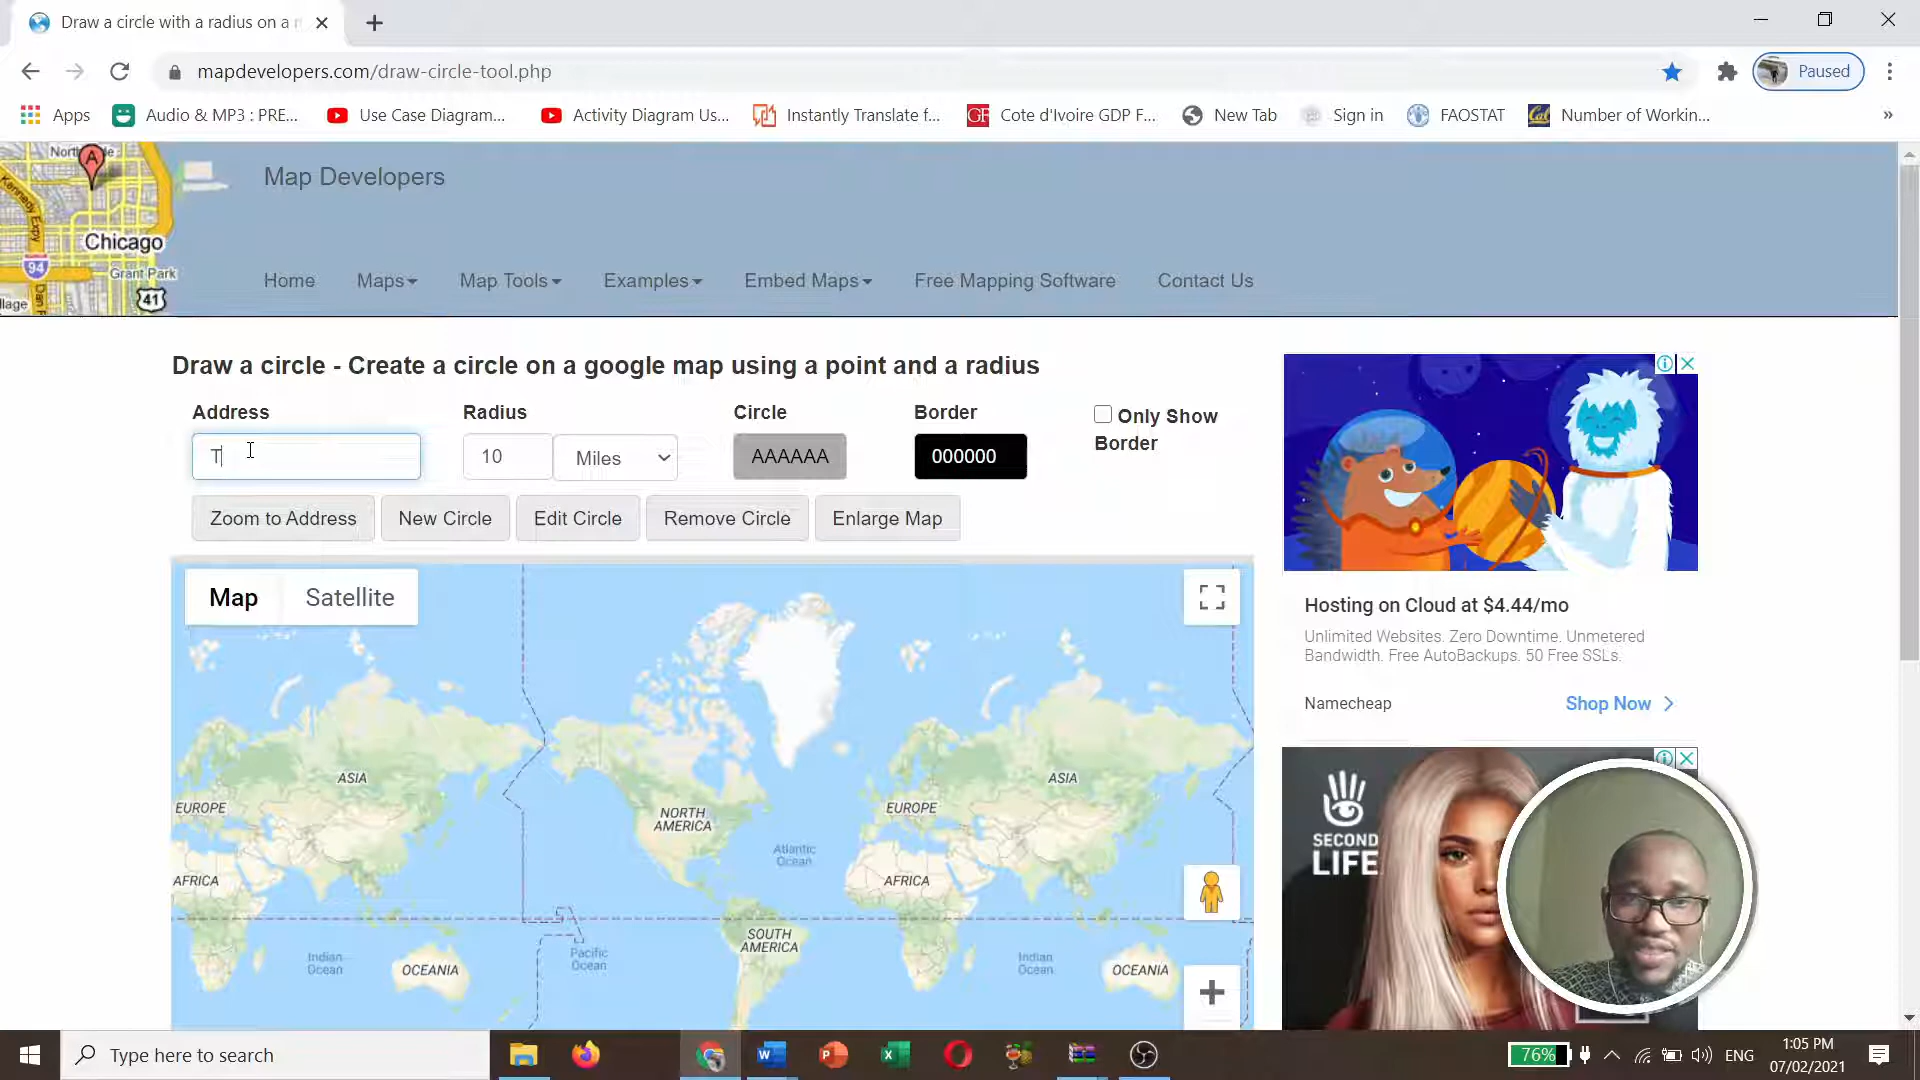 Draw a circle with a radius on a
mapdevelopers.com/draw-circle-tool.php
Paused
Apps
Audio & MP3 : PRE...
Use Case Diagram...
Activity Diagram Us...
Instantly Translate f...
Cote d'Ivoire GDP F...
New Tab
Sign in
FAOSTAT
Number of Workin...
»
A
Chicago
Grant Park
94
41
Kennedy Expy
Map Developers
Home
Maps
Map Tools
Examples
Embed Maps
Free Mapping Software
Contact Us
Draw a circle - Create a circle on a google map using a point and a radius
Address
Radius
Circle
Border
Only Show
Border
T
10
Miles
AAAAAA
000000
Zoom to Address
New Circle
Edit Circle
Remove Circle
Enlarge Map
Map
Satellite
ASIA
EUROPE
AFRICA
NORTH
AMERICA
Atlantic
Ocean
ASIA
EUROPE
AFRICA
SOUTH
AMERICA
Indian
Ocean
OCEANIA
Pacific
Ocean
Indian
Ocean
OCEANIA
Hosting on Cloud at $4.44/mo
Unlimited Websites. Zero Downtime. Unmetered
Bandwidth. Free AutoBackups. 50 Free SSLs.
Namecheap
Shop Now
SECOND
LIFE
Type here to search
76%
ENG
1:05 PM
07/02/2021